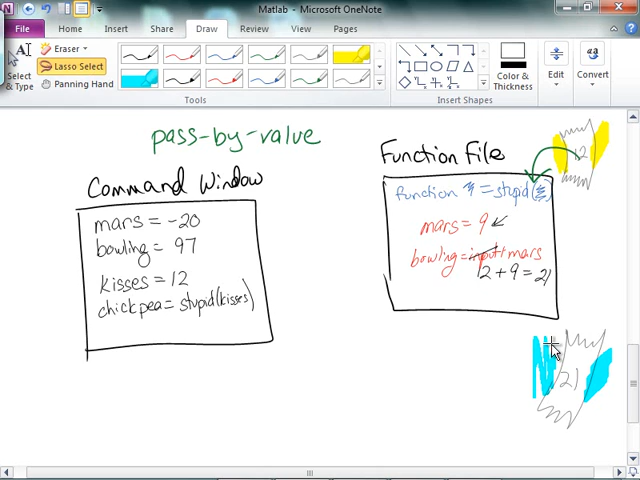 Matlab - Microsoft OneNote
File
Home
Insert
Share
Draw
Review
View
Select & Type
Eraser
Lasso Select
Panning Hand
Tools
Insert Shapes
Color & Thickness
Edit
Convert
pass-by-value
Command Window
mars = -20
bowling = 97
kisses = 12
chickpea = stupid(kisses)
Function File
function = stupid(
mars = 9
bowling = input + mars
12 + 9 = 21
12
21